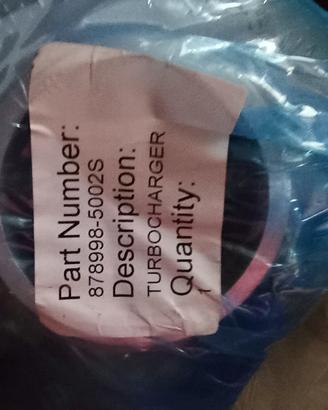 Part Number:
878998-5002S
Description:
TURBOCHARGER
Quantity:
1